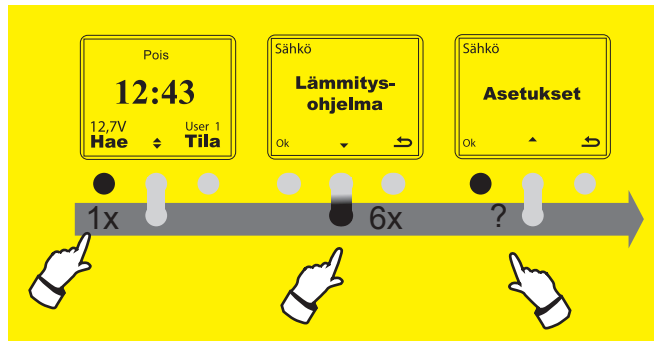 Pois
12:43
12,7V User 1
Hae Tila
Sähkö
Lämmitys-
ohjelma
Ok
Sähkö
Asetukset
Ok
1x 6x ?